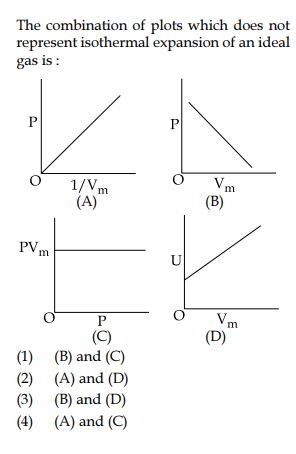 The combination of plots which does not
represent isothermal expansion of an ideal
gas is :
P
O
1/Vm
(A)
P
O
Vm
(B)
PVm
O
P
(C)
U
O
Vm
(D)
(1) (B) and (C)
(2) (A) and (D)
(3) (B) and (D)
(4) (A) and (C)